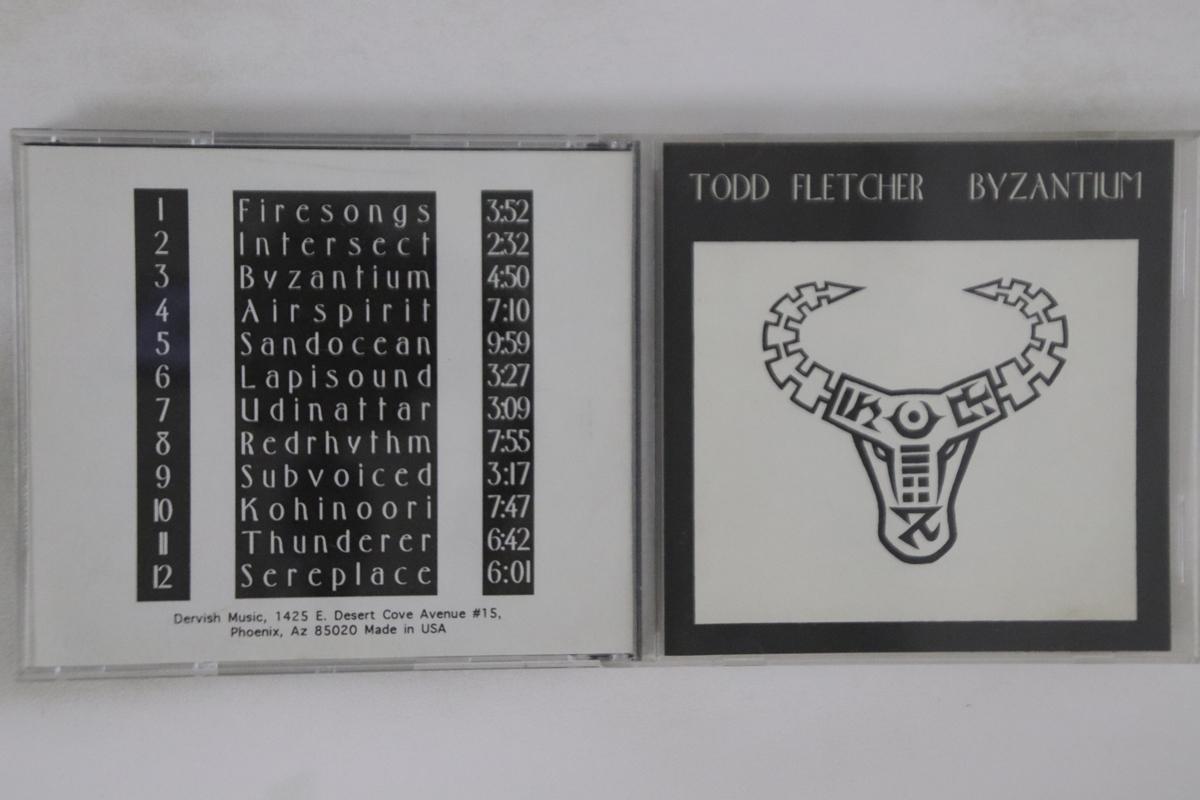 1 Firesongs 3:52
2 Intersect 2:32
3 Byzantium 4:50
4 Airspirit 7:10
5 Sandocean 9:59
6 Lapisound 3:27
7 Udinattar 3:09
8 Redrhythm 7:55
9 Subvoiced 3:17
10 Kohinoori 7:47
11 Thunderer 6:42
12 Sereplace 6:01
Dervish Music, 1425 E. Desert Cove Avenue #15,
Phoenix, Az 85020 Made in USA
TODD FLETCHER BYZANTIUM